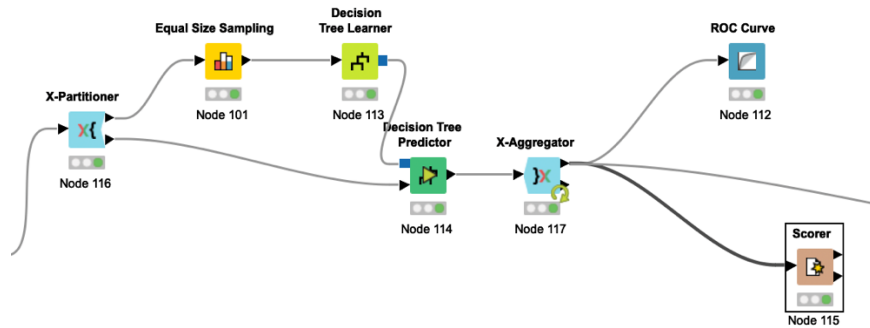 Equal Size Sampling
Decision
Tree Learner
ROC Curve
X-Partitioner
Node 101
Node 113
Node 112
Decision Tree
Predictor
X-Aggregator
X{
}X
Node 116
Node 114
Node 117
Scorer
Node 115